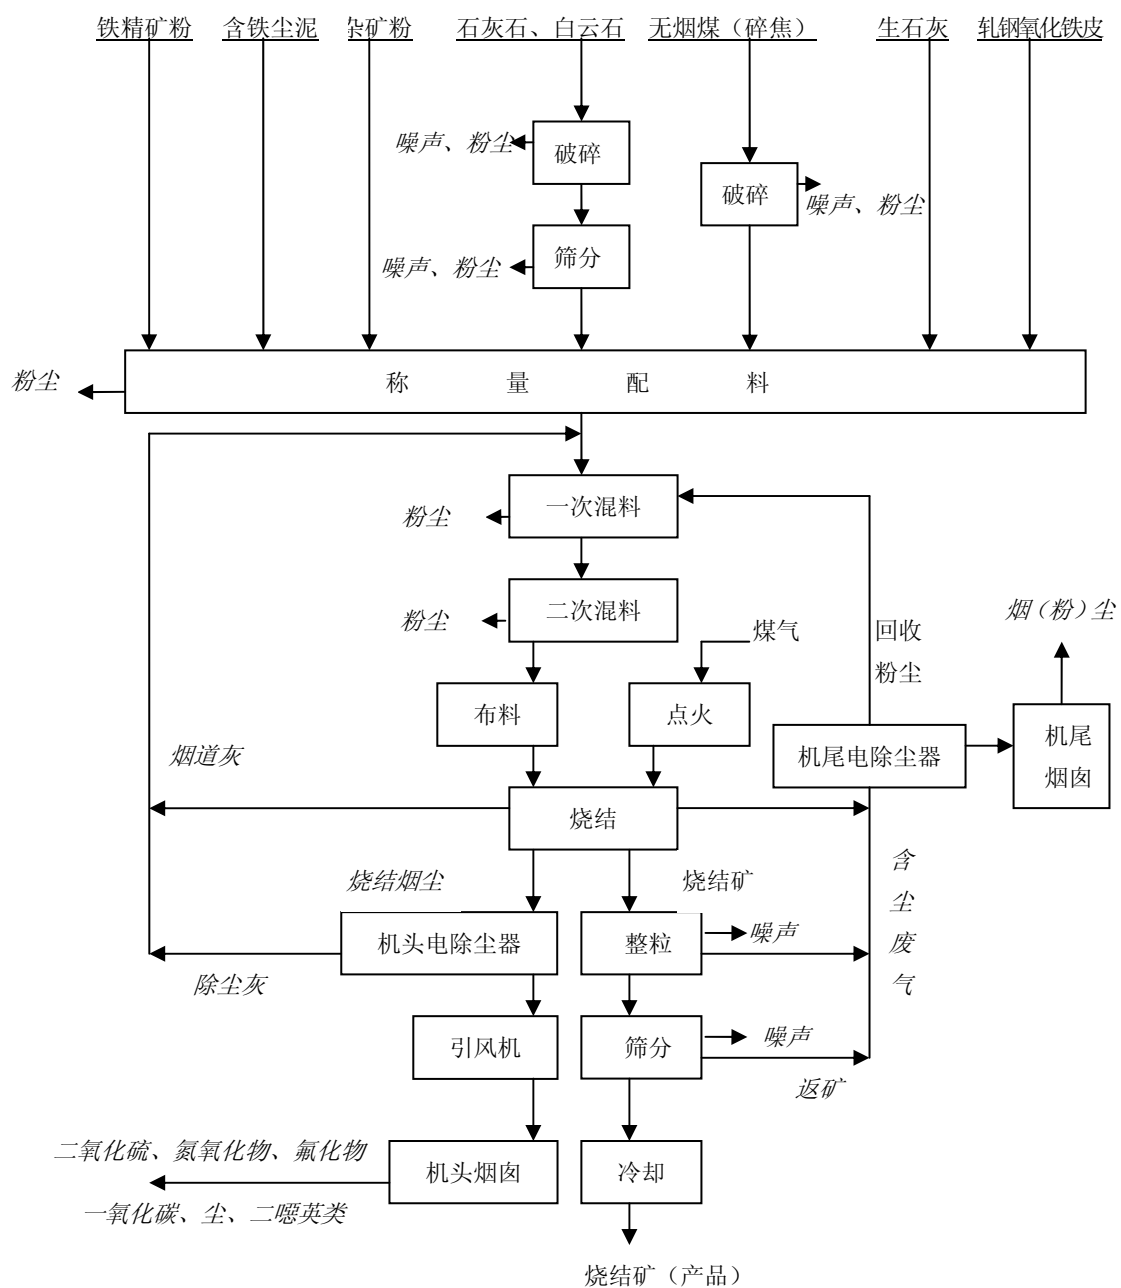 铁精矿粉 含铁尘泥 杂矿粉 石灰石、白云石 无烟煤（碎焦） 生石灰 轧钢氧化铁皮
噪声、粉尘
破碎
破碎
噪声、粉尘
噪声、粉尘
筛分
粉尘
称量配料
粉尘
一次混料
粉尘
二次混料
煤气
回收
粉尘
烟（粉）尘
布料
点火
机尾电除尘器
机尾
烟囱
烟道灰
烧结
烧结烟尘
烧结矿
含
尘
废
气
机头电除尘器
整粒
噪声
除尘灰
引风机
筛分
噪声
返矿
二氧化硫、氮氧化物、氟化物
机头烟囱
冷却
一氧化碳、尘、二噁英类
烧结矿（产品）